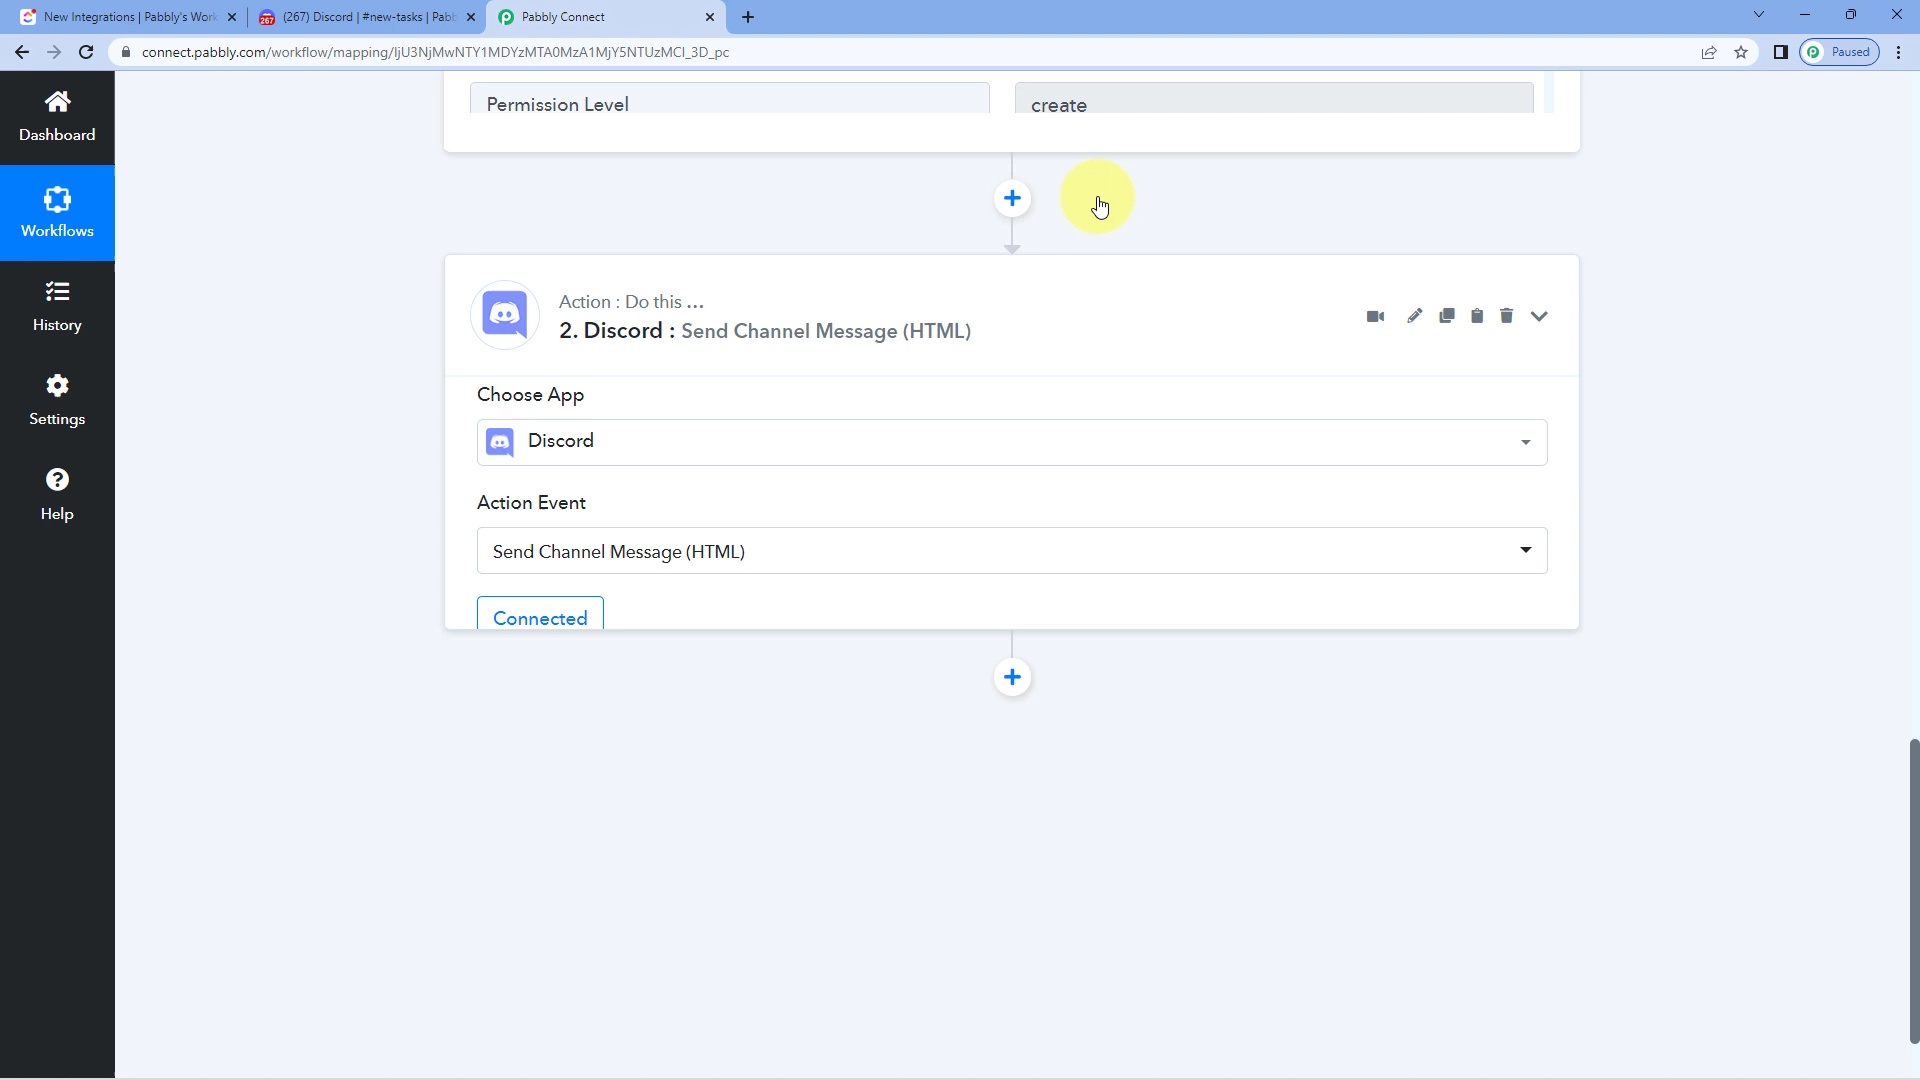 New Integrations | Pabbly's Work
(267) Discord | #new-tasks | Pabb
Pabbly Connect
connect.pabbly.com/workflow/mapping/IjU3NjMwNTY1MDYzMTA0MzA1MjY5NTUzMCI_3D_pc
Paused
Dashboard
Workflows
History
Settings
Help
Permission Level
create
Action : Do this ...
2. Discord : Send Channel Message (HTML)
Choose App
Discord
Action Event
Send Channel Message (HTML)
Connected